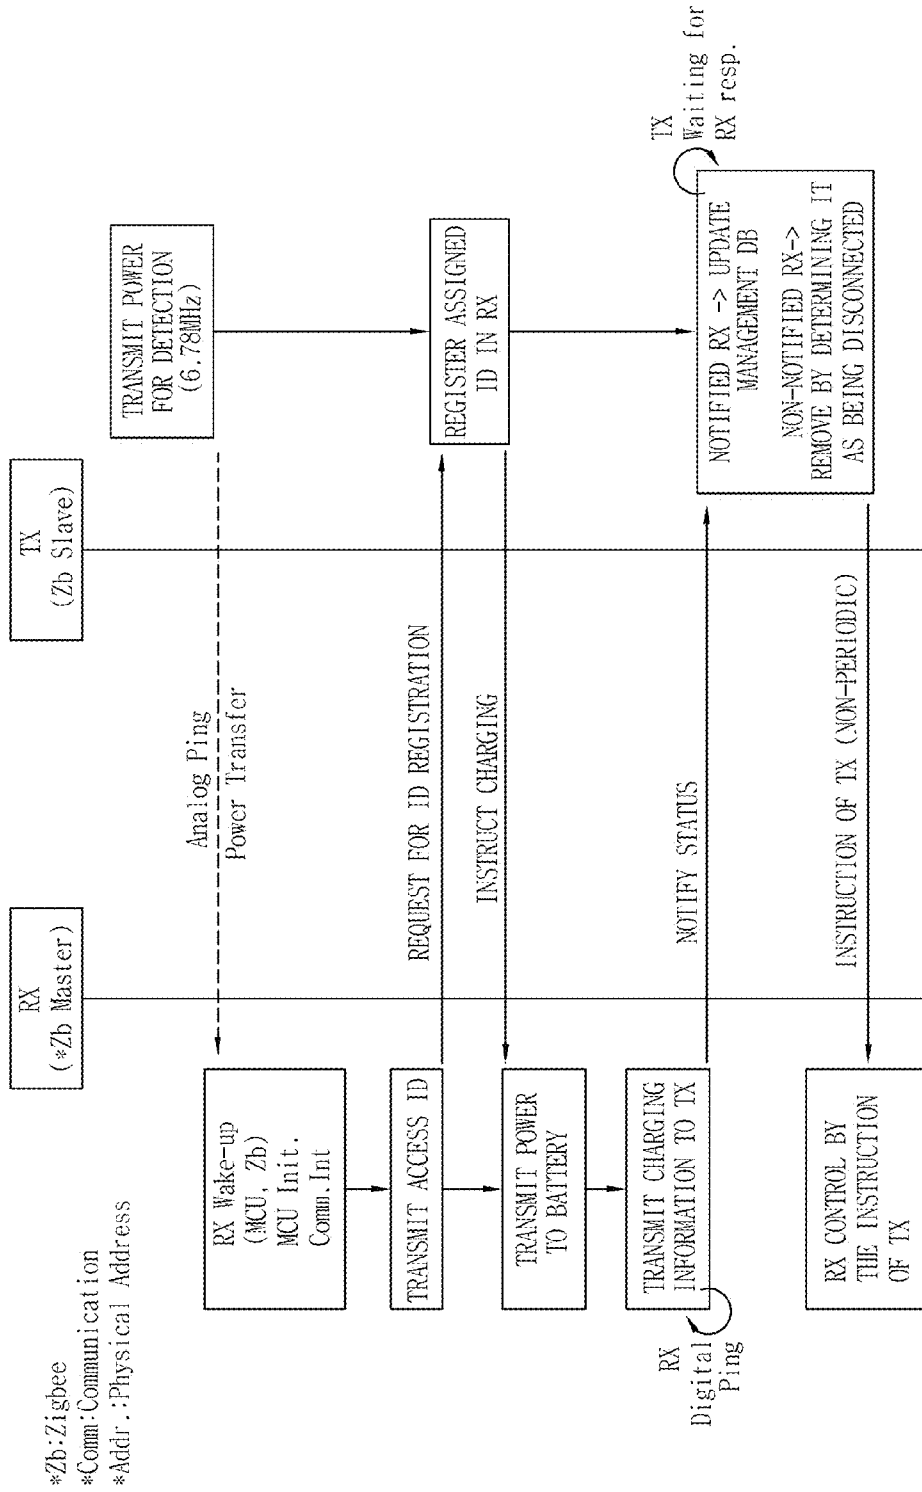 *Zb:Zigbee
*Comm:Communication
*Addr.:Physical Address
RX
(*Zb Master)
TX
(Zb Slave)
RX Wake-up
(MCU, Zb)
MCU Init.
Comm.Int
Analog Ping
Power Transfer
TRANSMIT POWER
FOR DETECTION
(6.78MHz)
TRANSMIT ACCESS ID
REQUEST FOR ID REGISTRATION
REGISTER ASSIGNED
ID IN RX
TRANSMIT POWER
TO BATTERY
INSTRUCT CHARGING
RX
Digital
Ping
TRANSMIT CHARGING
INFORMATION TO TX
NOTIFY STATUS
NOTIFIED RX -> UPDATE
MANAGEMENT DB
NON-NOTIFIED RX->
REMOVE BY DETERMINING IT
AS BEING DISCONNECTED
TX
Waiting for
RX resp.
RX CONTROL BY
THE INSTRUCTION
OF TX
INSTRUCTION OF TX (NON-PERIODIC)